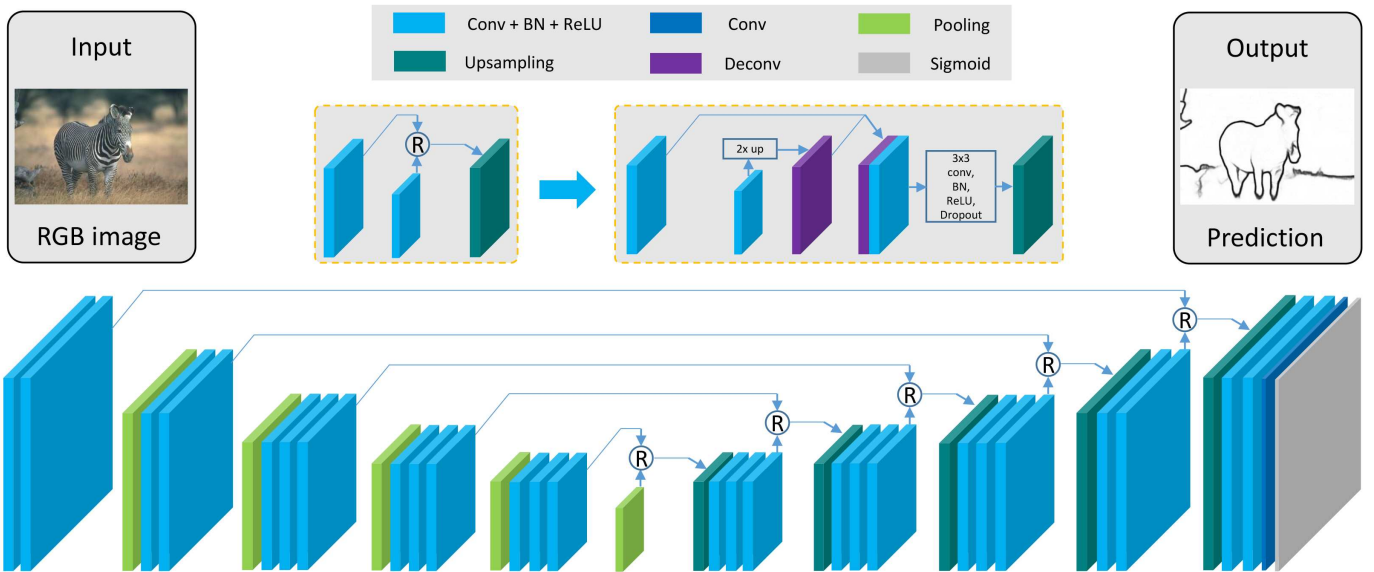 Input
RGB image
Conv + BN + ReLU
Conv
Pooling
Upsampling
Deconv
Sigmoid
Output
Prediction
R
2x up
3x3
conv,
BN,
ReLU,
Dropout
R
R
R
R
R